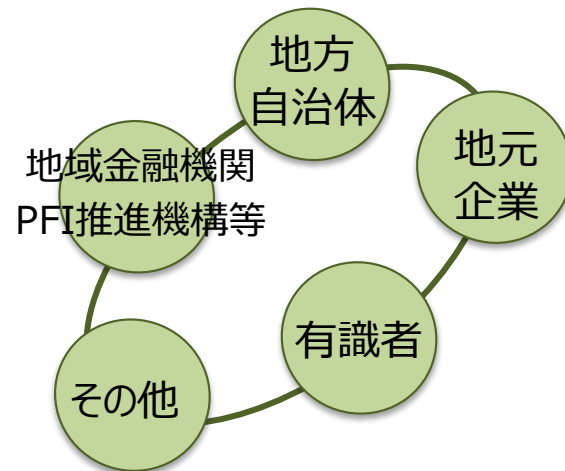 地方
自治体
地元
企業
地域金融機関
PFI推進機構等
有識者
その他